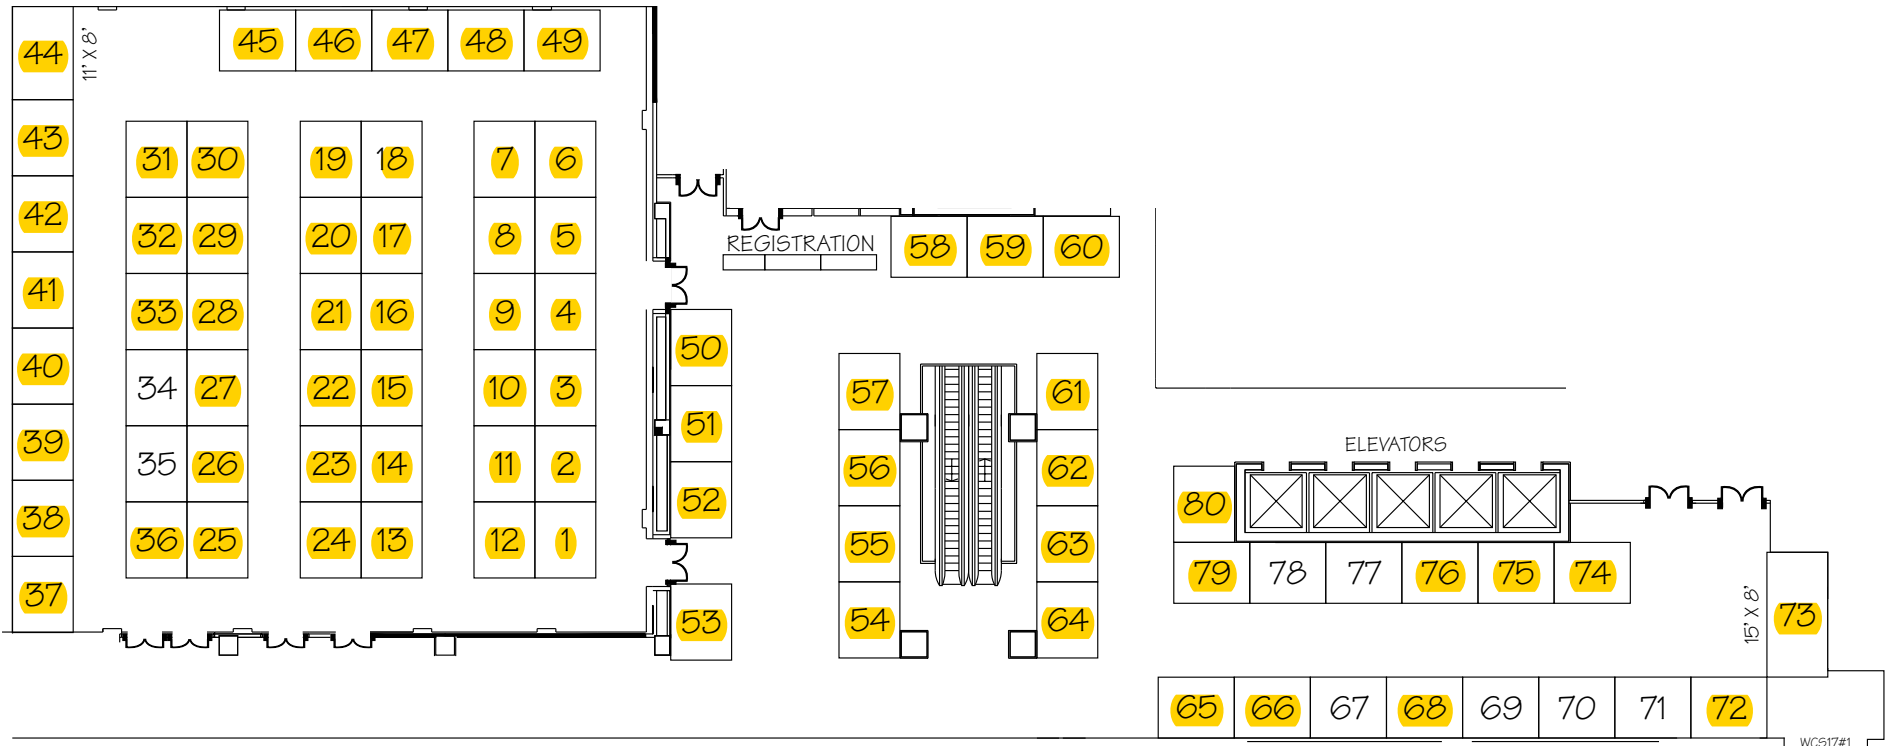 44 11' X 8' 45 46 47 48 49
43 31 30 19 18 7 6
42 32 29 20 17 8 5 REGISTRATION 58 59 60
41 33 28 21 16 9 4
50
40 34 27 22 15 10 3 57 61
39 35 26 23 14 11 2 51 56 62 ELEVATORS
38 36 25 24 13 12 1 52 55 63 80
37 53 54 64 79 78 77 76 75 74 15' X 8' 73
65 66 67 68 69 70 71 72
WCS17#1